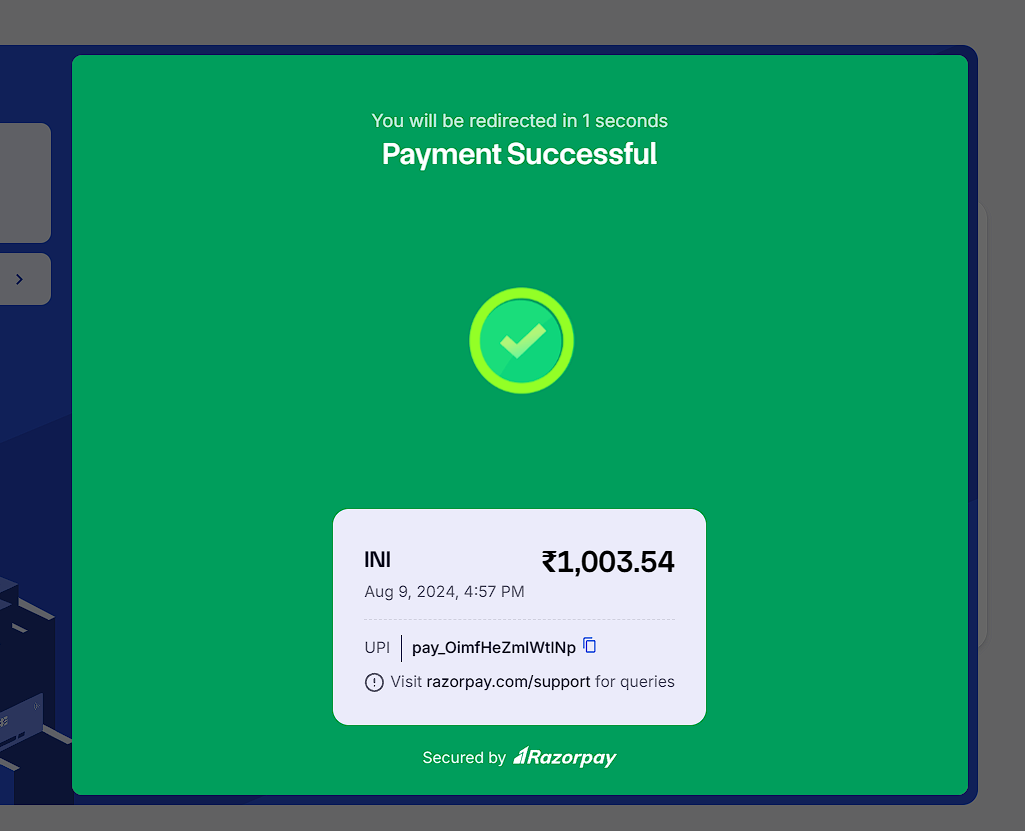 You will be redirected in 1 seconds
Payment Successful
INI
₹1,003.54
Aug 9, 2024, 4:57 PM
UPI
pay_OimfHeZmIWtlNp
Visit razorpay.com/support for queries
Secured by Razorpay